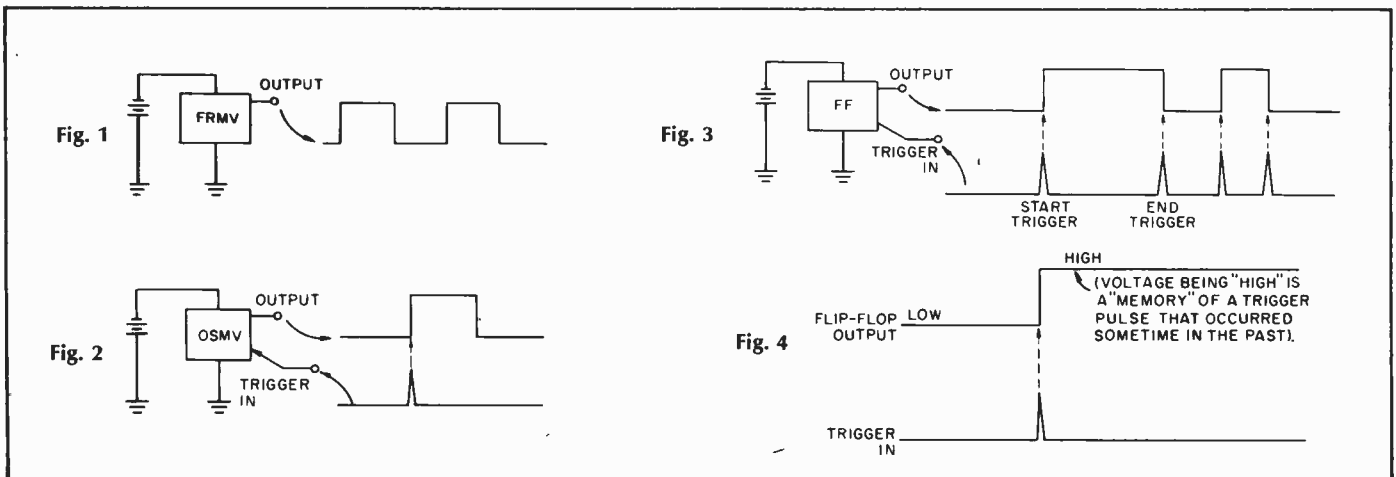 Fig. 1
FRMV
OUTPUT
Fig. 2
OSMV
OUTPUT
TRIGGER
IN
Fig. 3
FF
OUTPUT
TRIGGER
IN
START
TRIGGER
END
TRIGGER
Fig. 4
FLIP-FLOP
OUTPUT
LOW
HIGH
(VOLTAGE BEING "HIGH" IS
A "MEMORY" OF A TRIGGER
PULSE THAT OCCURRED
SOMETIME IN THE PAST).
TRIGGER
IN